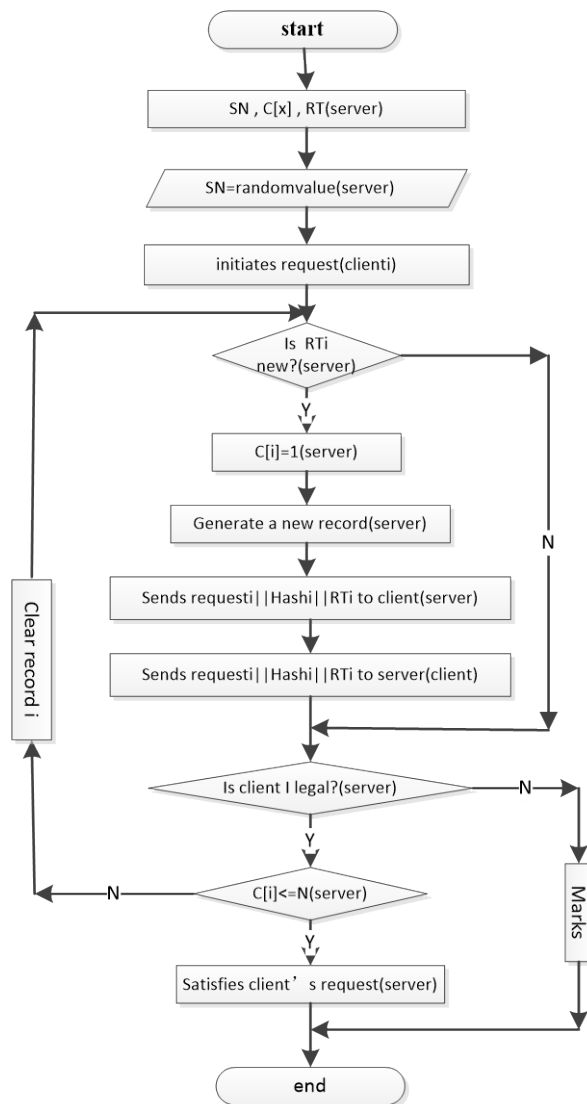 start
SN , C[x] , RT(server)
SN=randomvalue(server)
initiates request(clienti)
Is RTi
new?(server)
Y
C[i]=1(server)
Generate a new record(server)
N
Sends requesti||Hashi||RTi to client(server)
Clear record i
Sends requesti||Hashi||RTi to server(client)
Is client I legal?(server)
N
Y
C[i]<=N(server)
N
Marks
Y
Satisfies client’s request(server)
end